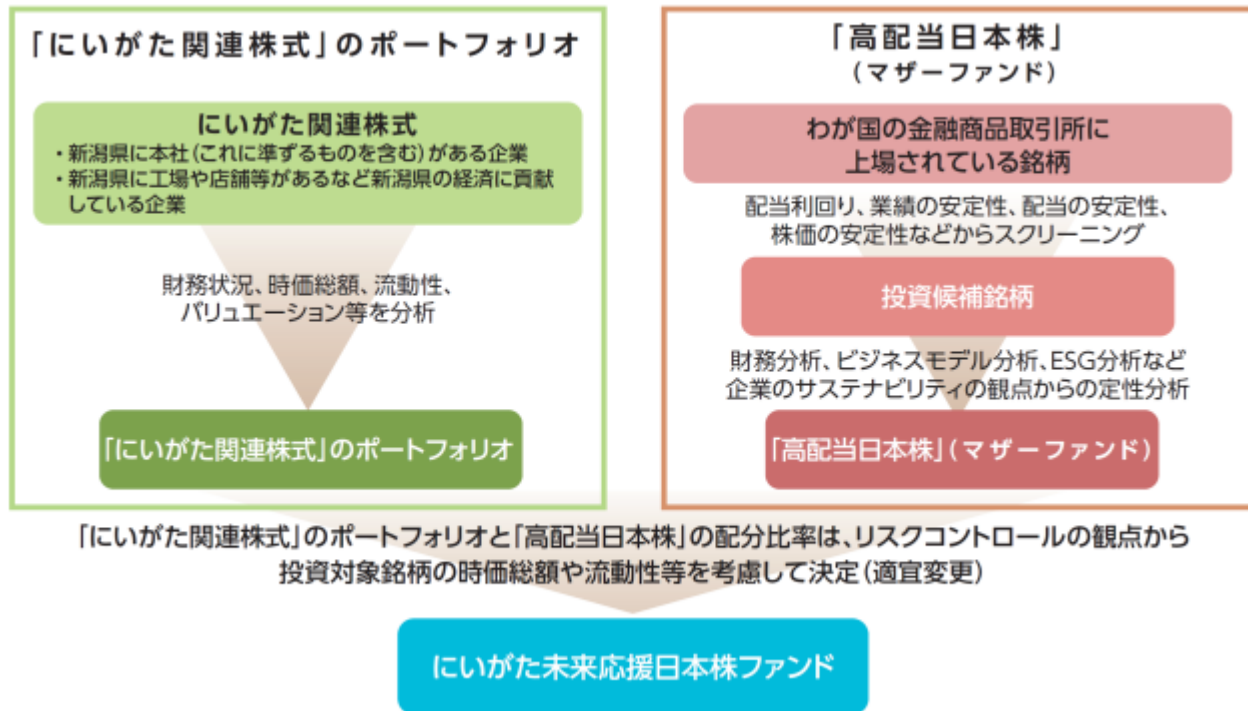 「にいがた関連株式」のポートフォリオ
にいがた関連株式
・新潟県に本社(これに準ずるものを含む)がある企業
・新潟県に工場や店舗等があるなど新潟県の経済に貢献
している企業
財務状況、時価総額、流動性、
バリュエーション等を分析
「にいがた関連株式」のポートフォリオ
「高配当日本株」
(マザーファンド)
わが国の金融商品取引所に
上場されている銘柄
配当利回り、業績の安定性、配当の安定性、
株価の安定性などからスクリーニング
投資候補銘柄
財務分析、ビジネスモデル分析、ESG分析など
企業のサステナビリティの観点からの定性分析
「高配当日本株」(マザーファンド)
「にいがた関連株式」のポートフォリオと「高配当日本株」の配分比率は、リスクコントロールの観点から
投資対象銘柄の時価総額や流動性等を考慮して決定(適宜変更)
にいがた未来応援日本株ファンド